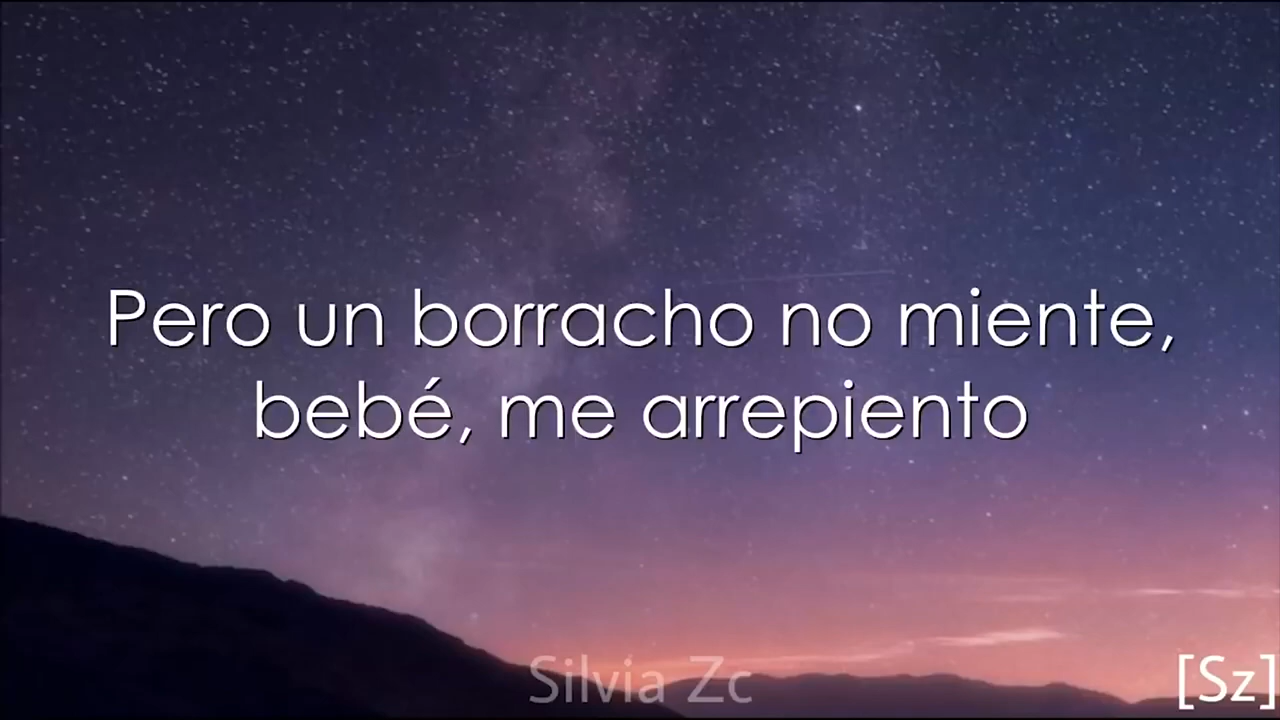 Pero un borracho no miente,
bebé, me arrepiento
Silvia Zc
[Sz]